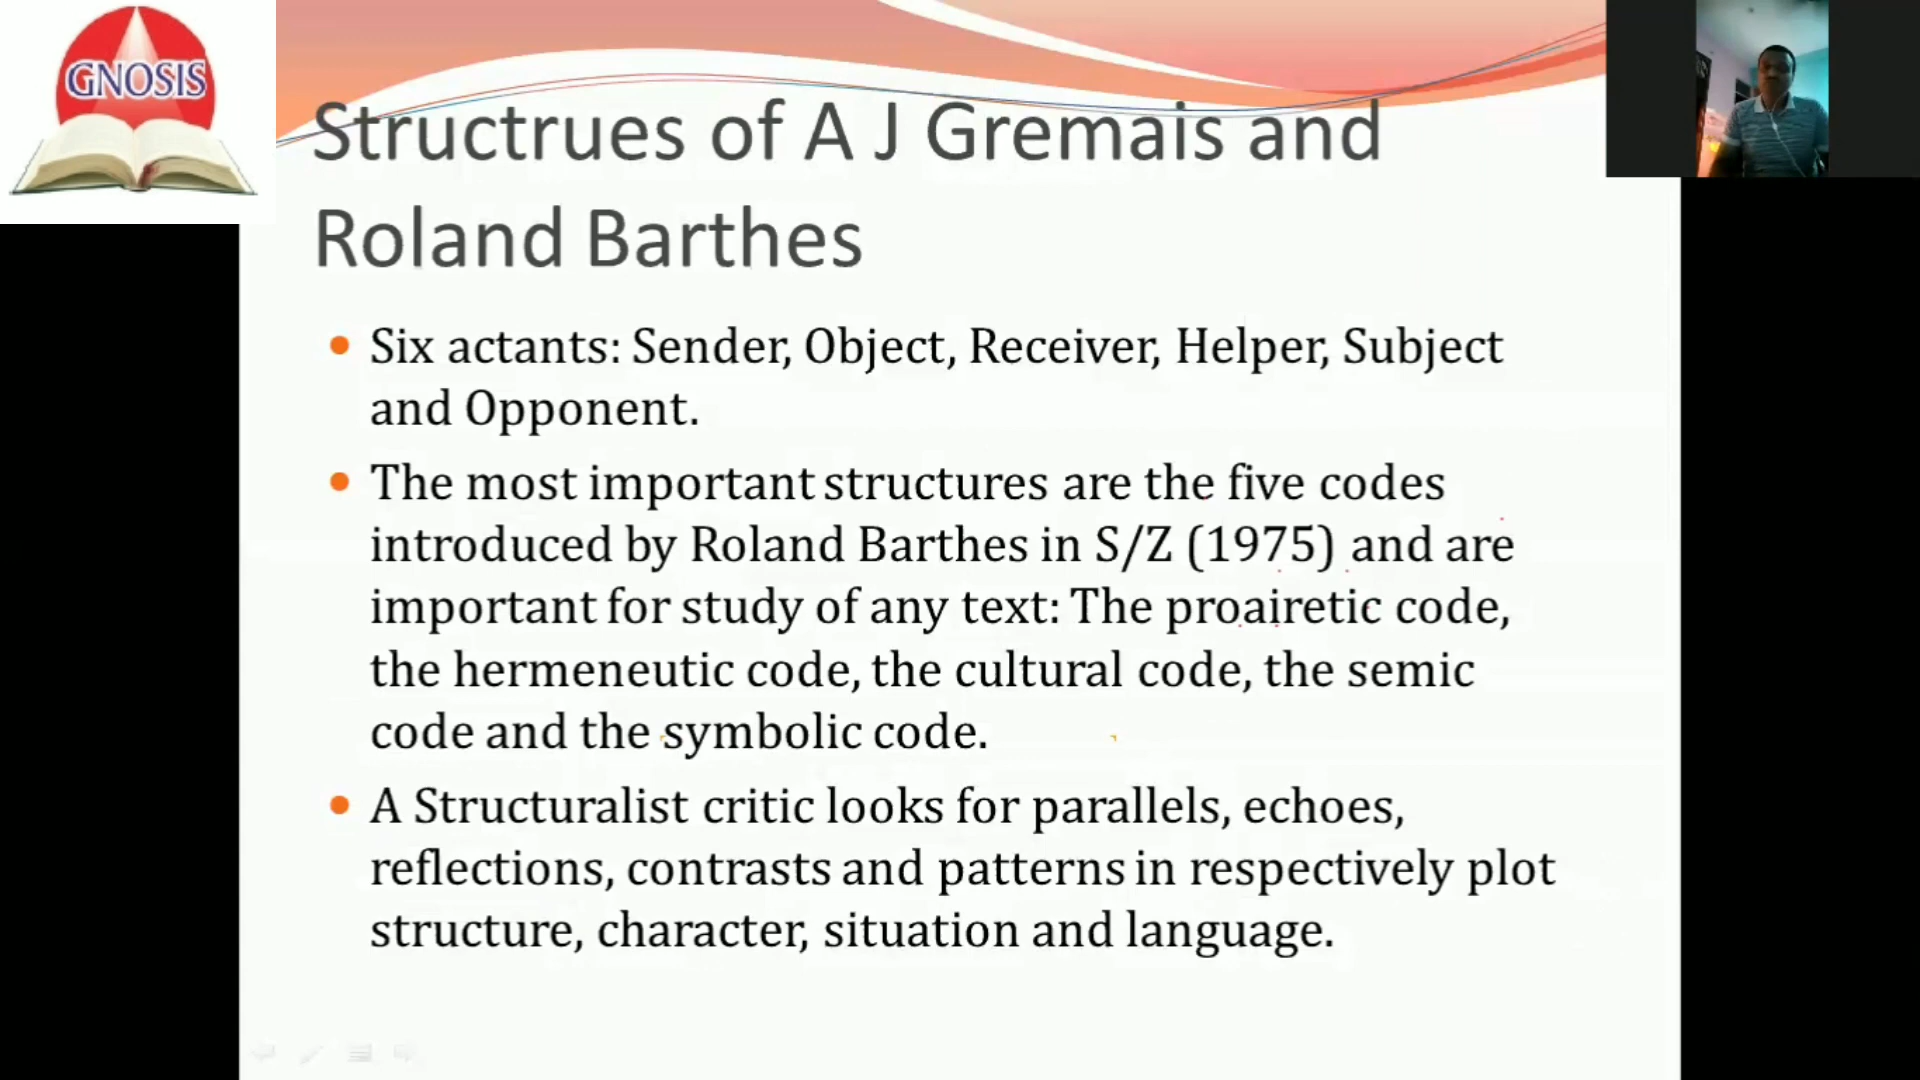 GNOSIS
Structrues of A J Gremais and
Roland Barthes
Six actants: Sender, Object, Receiver, Helper, Subject
and Opponent.
The most important structures are the five codes
introduced by Roland Barthes in S/Z (1975) and are
important for study of any text: The proairetic code,
the hermeneutic code, the cultural code, the semic
code and the symbolic code.
A Structuralist critic looks for parallels, echoes,
reflections, contrasts and patterns in respectively plot
structure, character, situation and language.